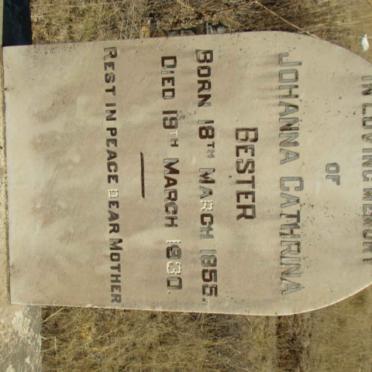 IN LOVING MEMORY
OF
JOHANNA CATHRINA
BESTER
BORN 18TH MARCH 1855.
DIED 19TH MARCH 1930.
REST IN PEACE DEAR MOTHER